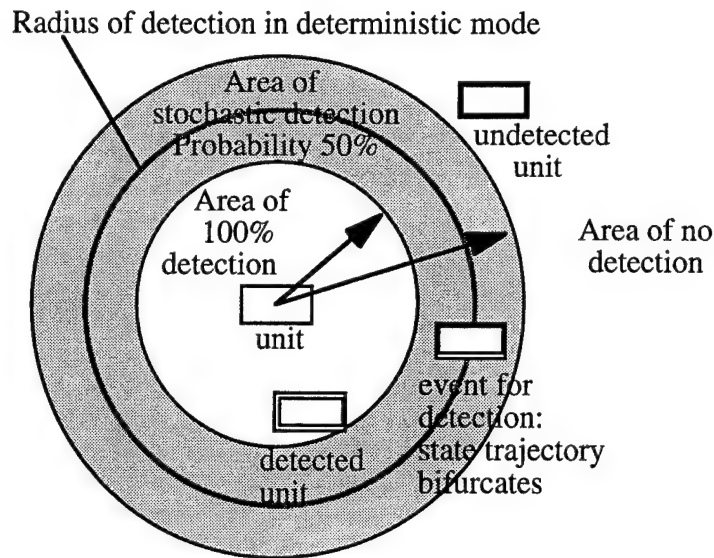 Radius of detection in deterministic mode
Area of
stochastic detection
Probability 50%
undetected
unit
Area of
100%
detection
Area of no
detection
unit
event for
detection:
state trajectory
bifurcates
detected
unit